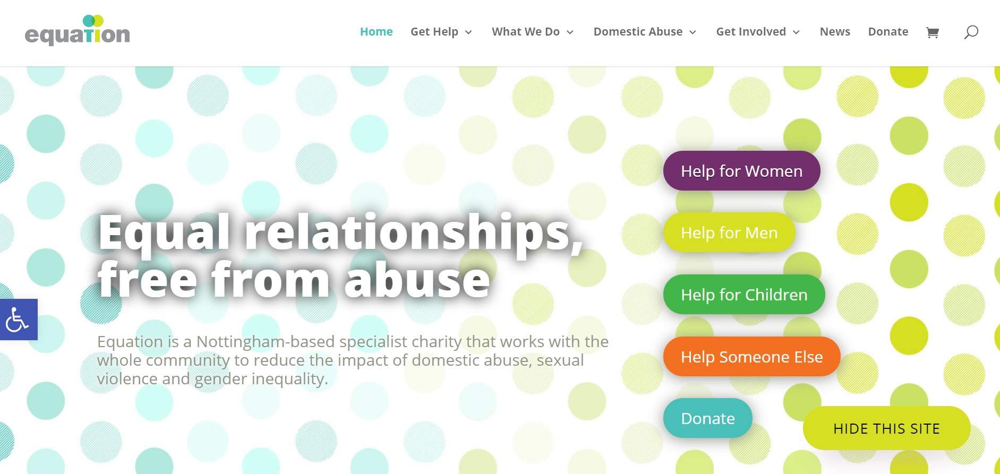 equation
Home Get Help What We Do Domestic Abuse Get Involved News Donate
Equal relationships,
free from abuse
Equation is a Nottingham-based specialist charity that works with the
whole community to reduce the impact of domestic abuse, sexual
violence and gender inequality.
Help for Women
Help for Men
Help for Children
Help Someone Else
Donate
HIDE THIS SITE